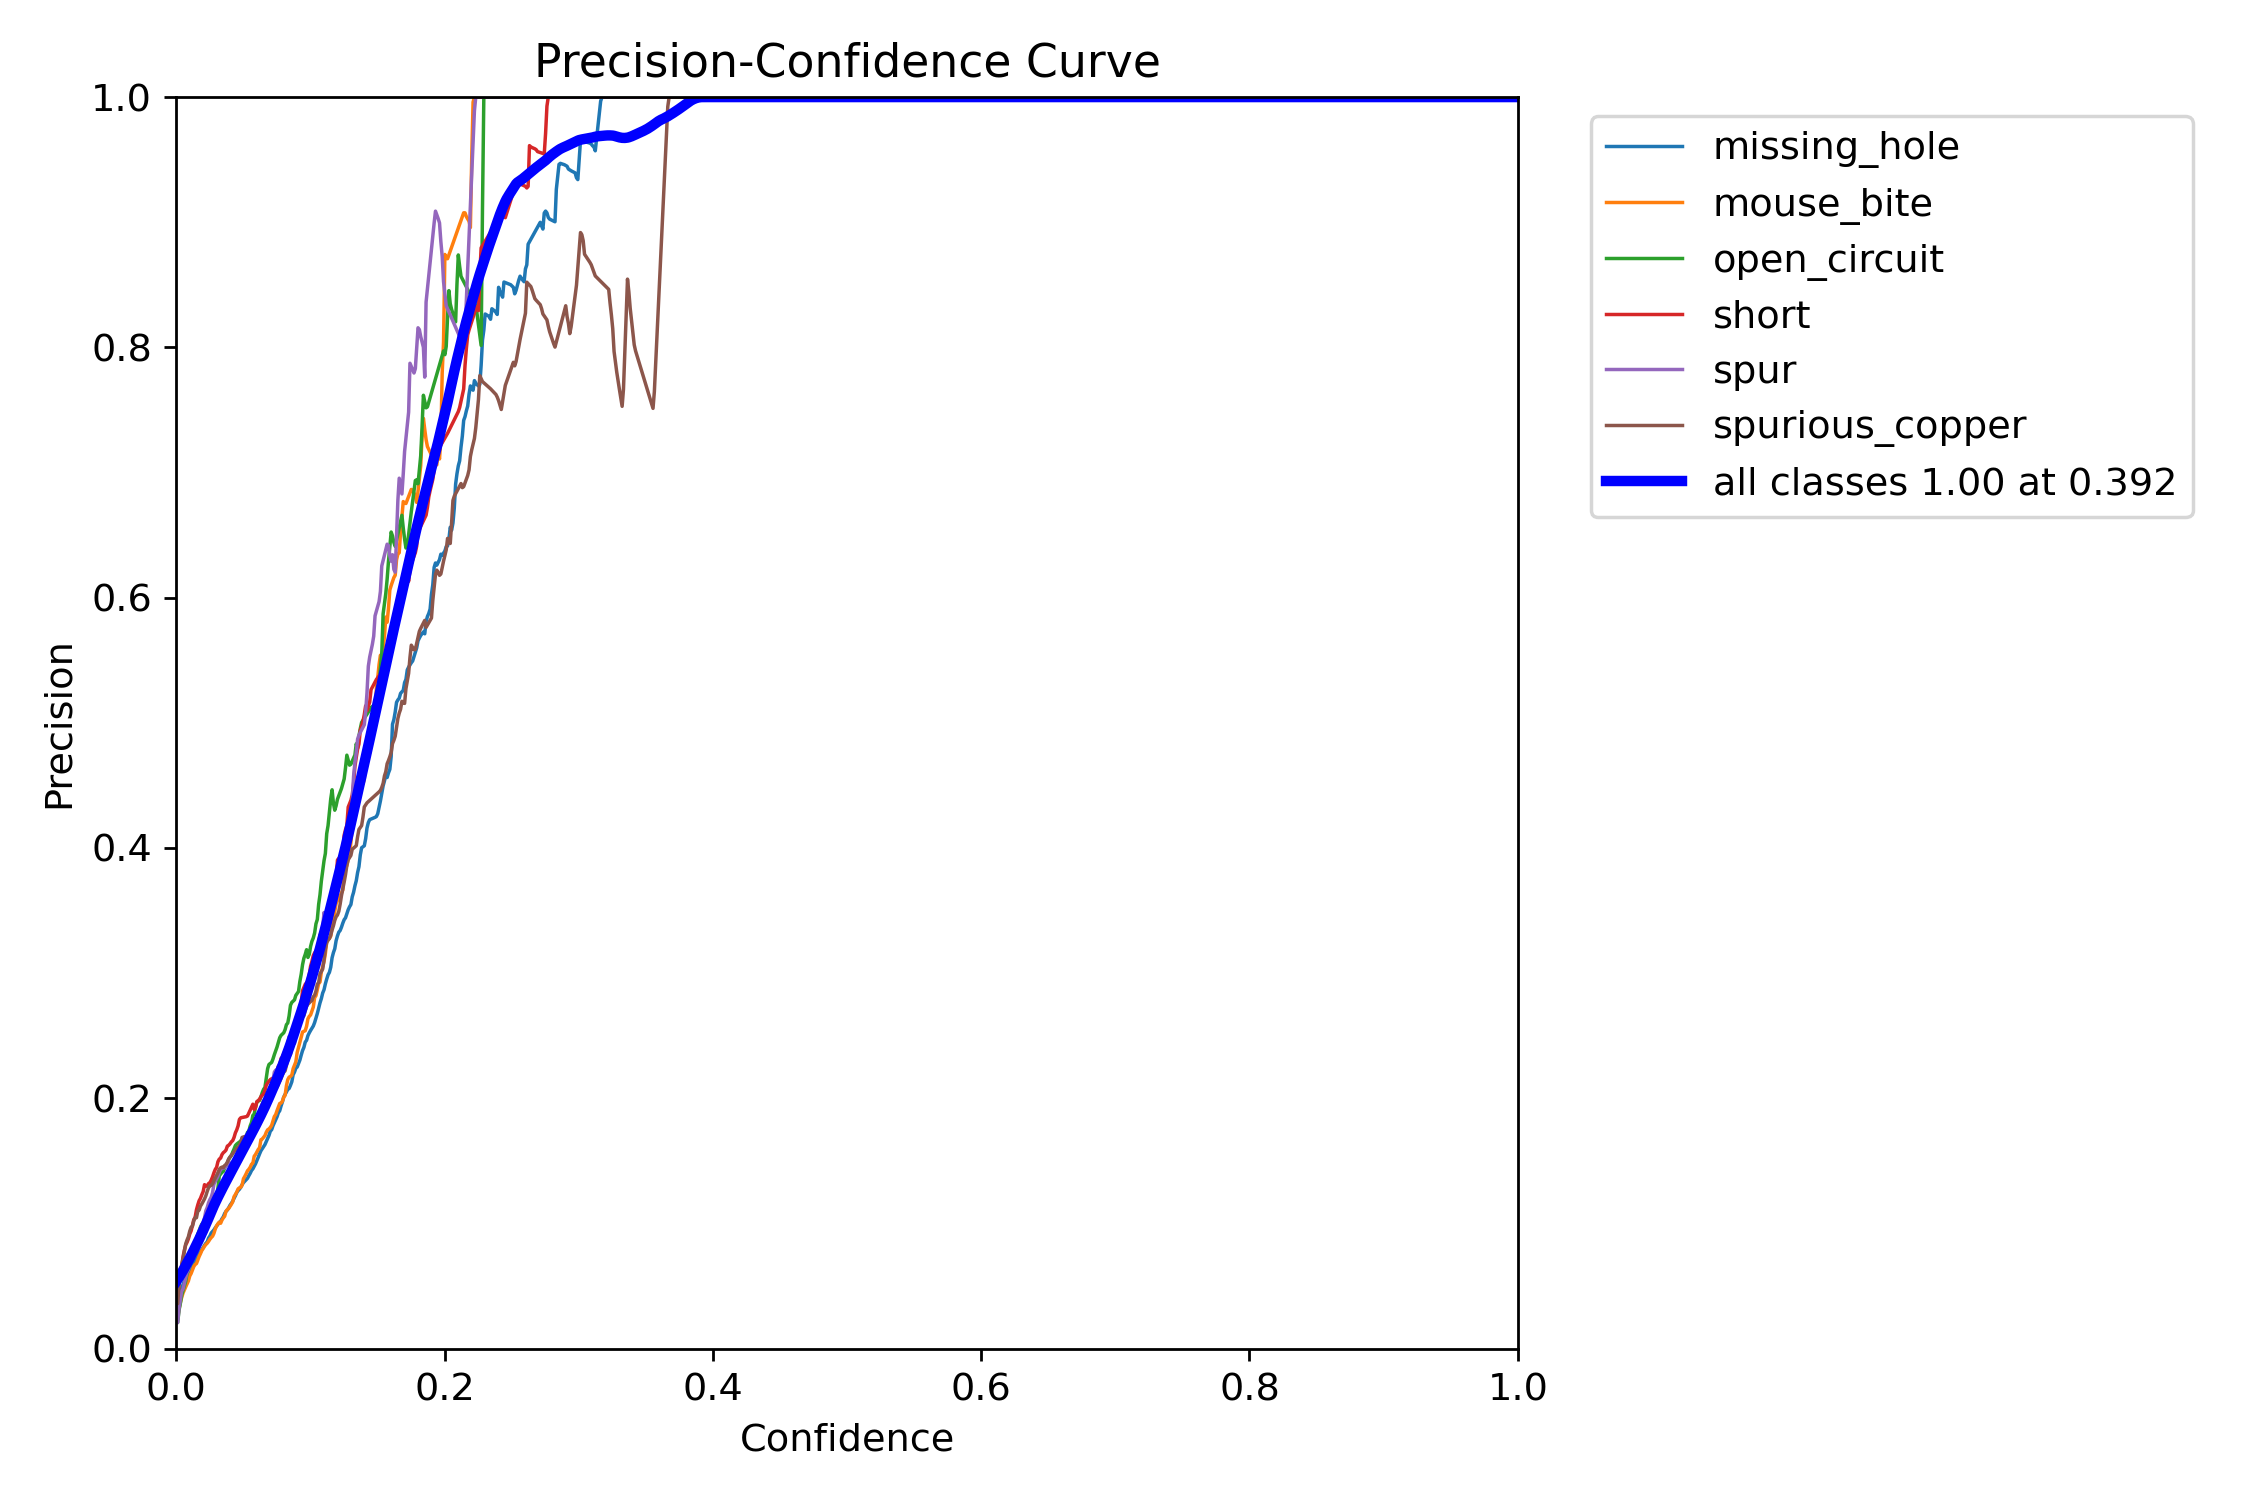 Precision-Confidence Curve
1.0
0.8
0.6
0.4
0.2
0.0
Precision
0.0 0.2 0.4 0.6 0.8 1.0
Confidence
missing_hole
mouse_bite
open_circuit
short
spur
spurious_copper
all classes 1.00 at 0.392